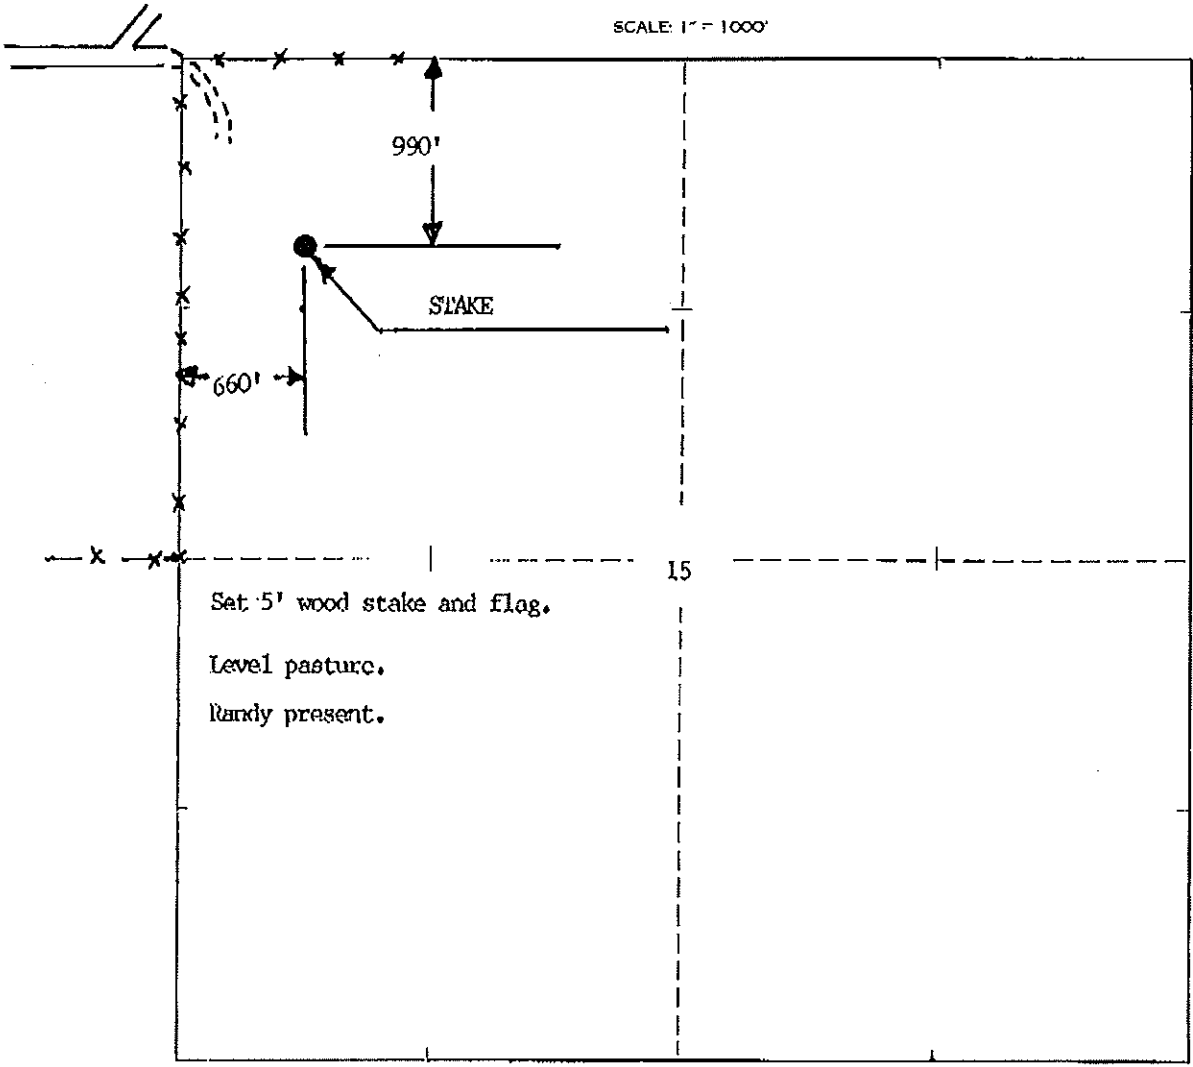 SCALE: 1" = 1000'
990'
STAKE
660'
15
Set 5' wood stake and flag.
Level pasture.
Randy present.